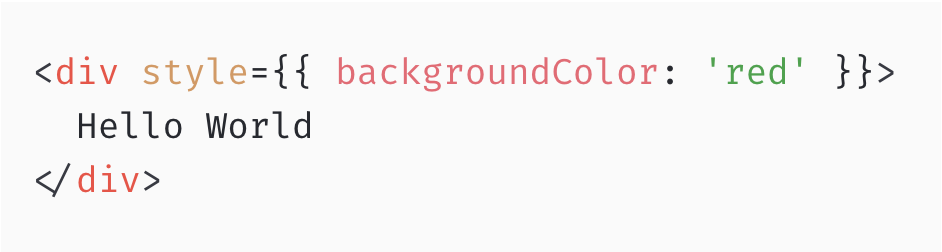 <div style={{ backgroundColor: 'red' }}>
  Hello World
</div>